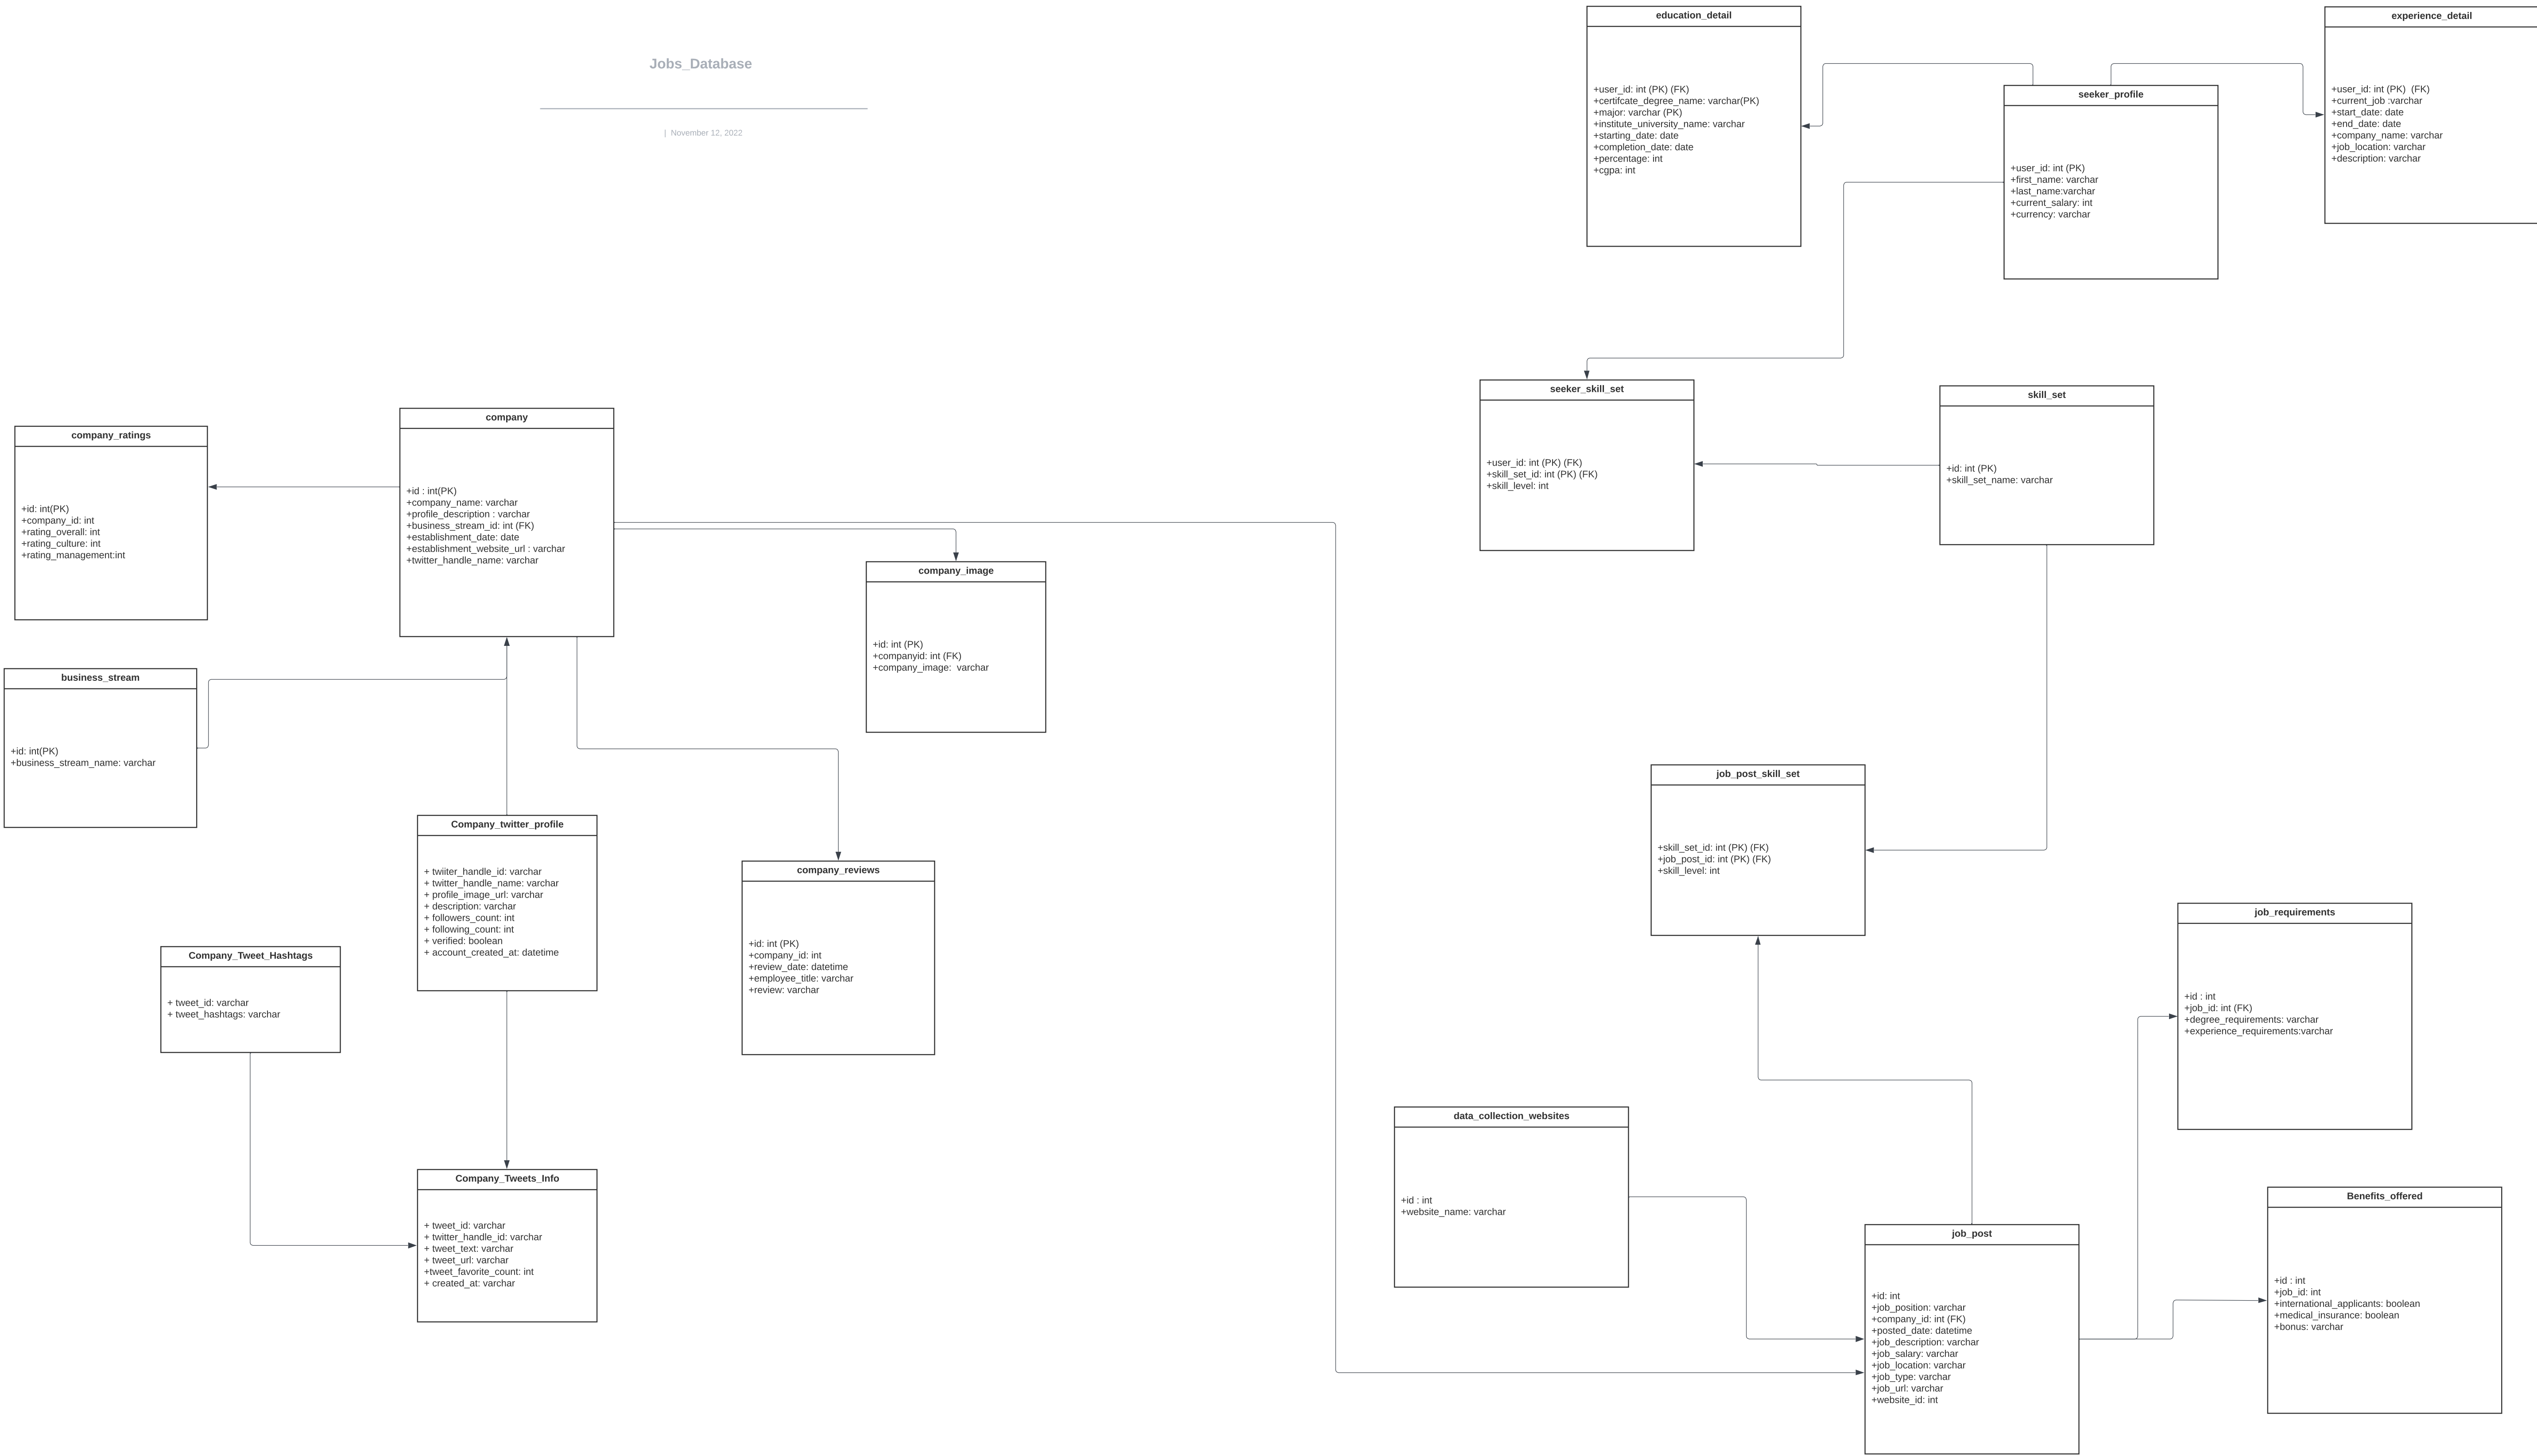 Jobs_Database
| November 12, 2022
education_detail
+user_id: int (PK) (FK)
+certifcate_degree_name: varchar(PK)
+major: varchar (PK)
+institute_university_name: varchar
+starting_date: date
+completion_date: date
+percentage: int
+cgpa: int
seeker_profile
+user_id: int (PK)
+first_name: varchar
+last_name:varchar
+current_salary: int
+currency: varchar
experience_detail
+user_id: int (PK)  (FK)
+current_job :varchar
+start_date: date
+end_date: date
+company_name: varchar
+job_location: varchar
+description: varchar
seeker_skill_set
+user_id: int (PK) (FK)
+skill_set_id: int (PK) (FK)
+skill_level: int
skill_set
+id: int (PK)
+skill_set_name: varchar
company_ratings
+id: int(PK)
+company_id: int
+rating_overall: int
+rating_culture: int
+rating_management:int
company
+id : int(PK)
+company_name: varchar
+profile_description : varchar
+business_stream_id: int (FK)
+establishment_date: date
+establishment_website_url : varchar
+twitter_handle_name: varchar
company_image
+id: int (PK)
+companyid: int (FK)
+company_image:  varchar
business_stream
+id: int(PK)
+business_stream_name: varchar
Company_twitter_profile
+ twiiter_handle_id: varchar
+ twitter_handle_name: varchar
+ profile_image_url: varchar
+ description: varchar
+ followers_count: int
+ following_count: int
+ verified: boolean
+ account_created_at: datetime
company_reviews
+id: int (PK)
+company_id: int
+review_date: datetime
+employee_title: varchar
+review: varchar
Company_Tweet_Hashtags
+ tweet_id: varchar
+ tweet_hashtags: varchar
Company_Tweets_Info
+ tweet_id: varchar
+ twitter_handle_id: varchar
+ tweet_text: varchar
+ tweet_url: varchar
+tweet_favorite_count: int
+ created_at: varchar
job_post_skill_set
+skill_set_id: int (PK) (FK)
+job_post_id: int (PK) (FK)
+skill_level: int
job_requirements
+id : int
+job_id: int (FK)
+degree_requirements: varchar
+experience_requirements:varchar
data_collection_websites
+id : int
+website_name: varchar
job_post
+id: int
+job_position: varchar
+company_id: int (FK)
+posted_date: datetime
+job_description: varchar
+job_salary: varchar
+job_location: varchar
+job_type: varchar
+job_url: varchar
+website_id: int
Benefits_offered
+id : int
+job_id: int
+international_applicants: boolean
+medical_insurance: boolean
+bonus: varchar